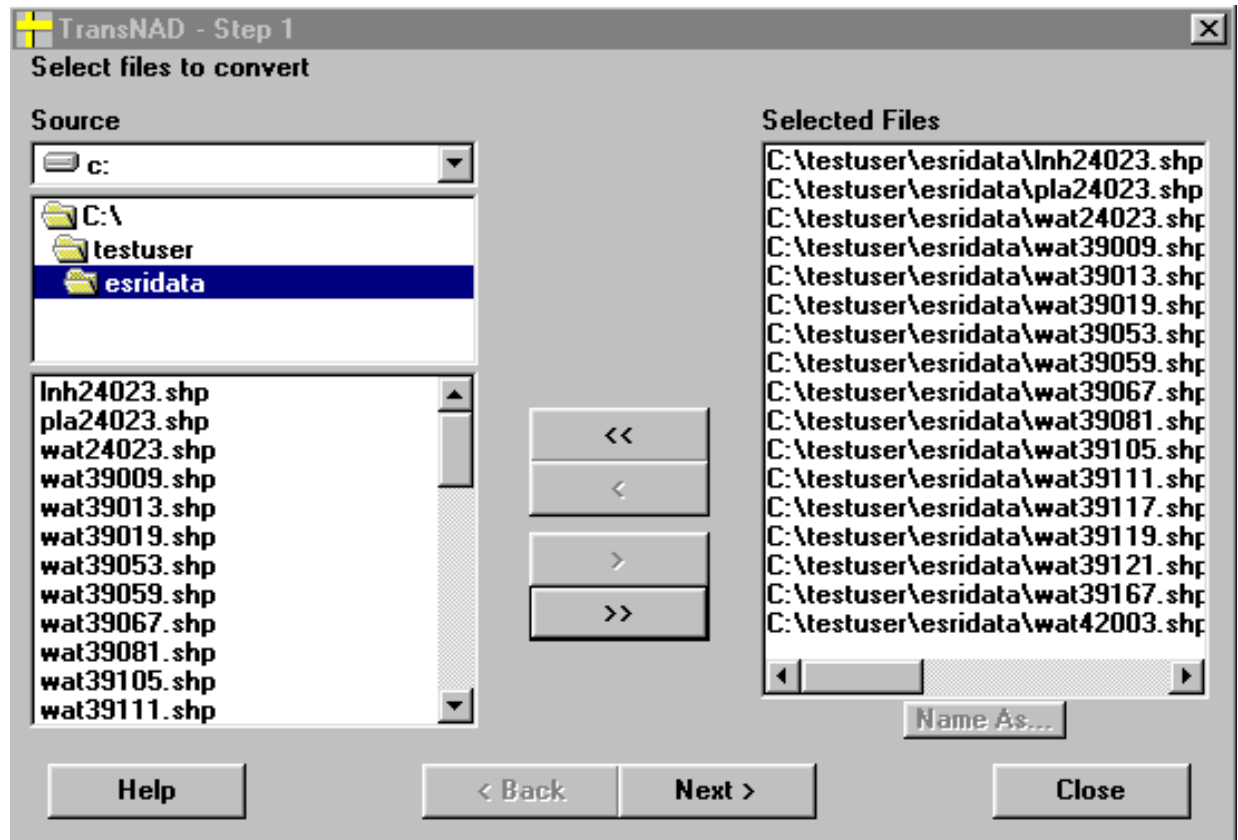 TransNAD - Step 1
Select files to convert
Source
c:
C:\
testuser
esridata
lnh24023.shp
pla24023.shp
wat24023.shp
wat39009.shp
wat39013.shp
wat39019.shp
wat39053.shp
wat39059.shp
wat39067.shp
wat39081.shp
wat39105.shp
wat39111.shp
<<
<
>
>>
Selected Files
C:\testuser\esridata\lnh24023.shp
C:\testuser\esridata\pla24023.shp
C:\testuser\esridata\wat24023.shp
C:\testuser\esridata\wat39009.shp
C:\testuser\esridata\wat39013.shp
C:\testuser\esridata\wat39019.shp
C:\testuser\esridata\wat39053.shp
C:\testuser\esridata\wat39059.shp
C:\testuser\esridata\wat39067.shp
C:\testuser\esridata\wat39081.shp
C:\testuser\esridata\wat39105.shp
C:\testuser\esridata\wat39111.shp
C:\testuser\esridata\wat39117.shp
C:\testuser\esridata\wat39119.shp
C:\testuser\esridata\wat39121.shp
C:\testuser\esridata\wat39167.shp
C:\testuser\esridata\wat42003.shp
Name As...
Help
< Back
Next >
Close